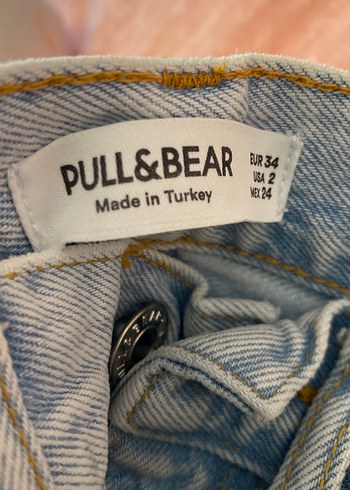 PULL&BEAR
Made in Turkey
EUR 34
USA 2
MEX 24